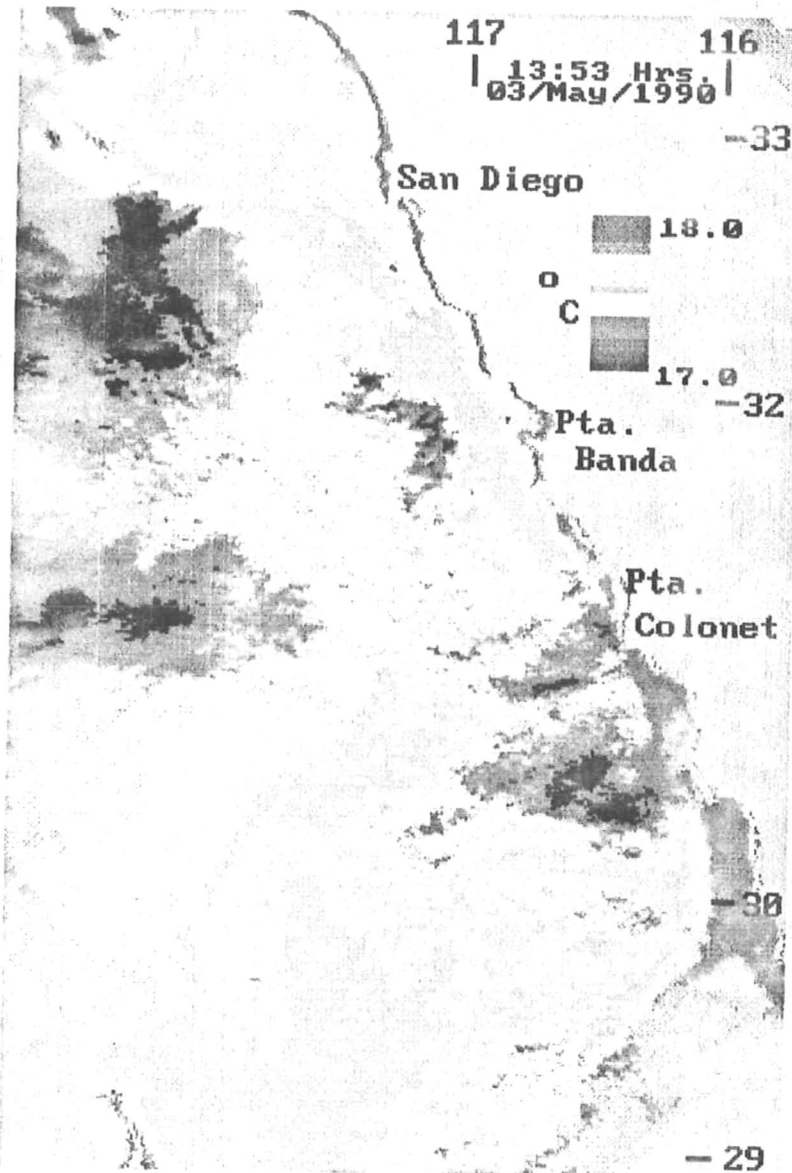 117
116
13:53 Hrs.
03/May/1990
33
San Diego
18.0
o
C
17.0
32
Pta.
Banda
Pta.
Colonet
30
29